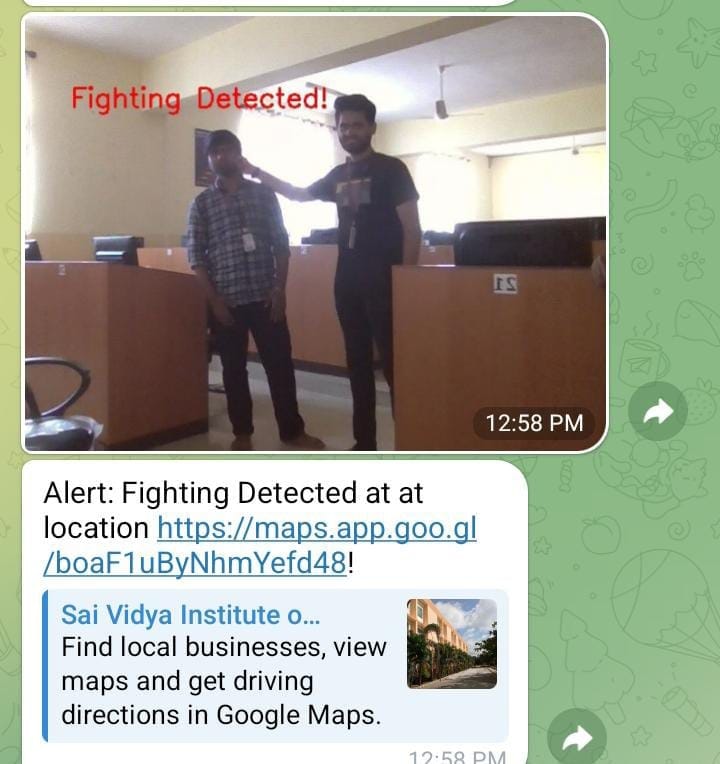 Fighting Detected!
21
12:58 PM
Alert: Fighting Detected at at
location https://maps.app.goo.gl
/boaF1uByNhmYefd48!
Sai Vidya Institute o...
Find local businesses, view
maps and get driving
directions in Google Maps.
12:58 PM